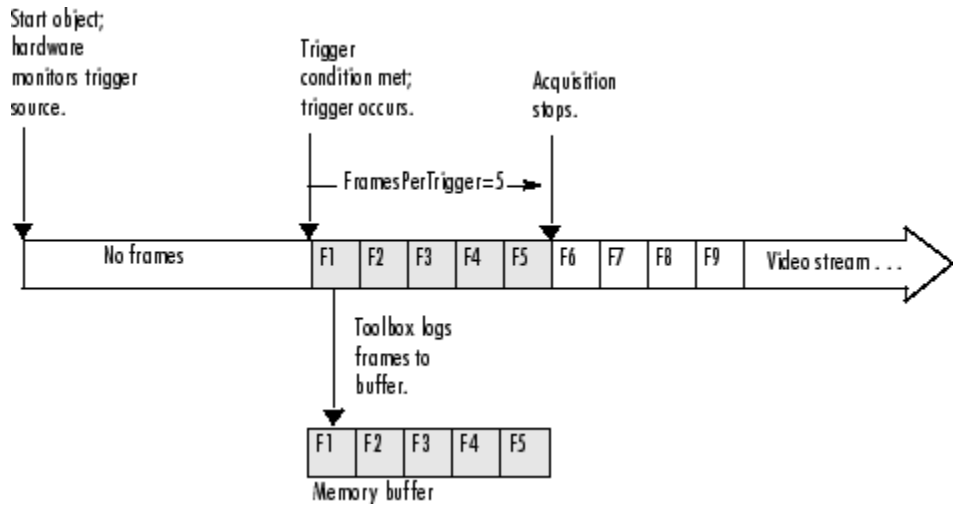 Start object;
hardware
monitors trigger
source.
Trigger
condition met;
trigger occurs.
Acquisition
stops.
FramesPerTrigger=5
No frames
F1 F2 F3 F4 F5 F6 F7 F8 F9 Video stream . . .
Toolbox logs
frames to
buffer.
F1 F2 F3 F4 F5
Memory buffer